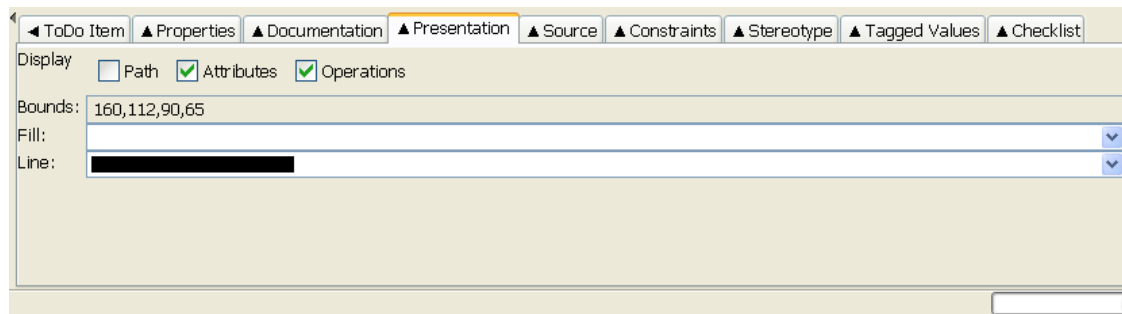 ToDo Item Properties Documentation Presentation Source Constraints Stereotype Tagged Values Checklist
Display Path Attributes Operations
Bounds: 160,112,90,65
Fill:
Line: